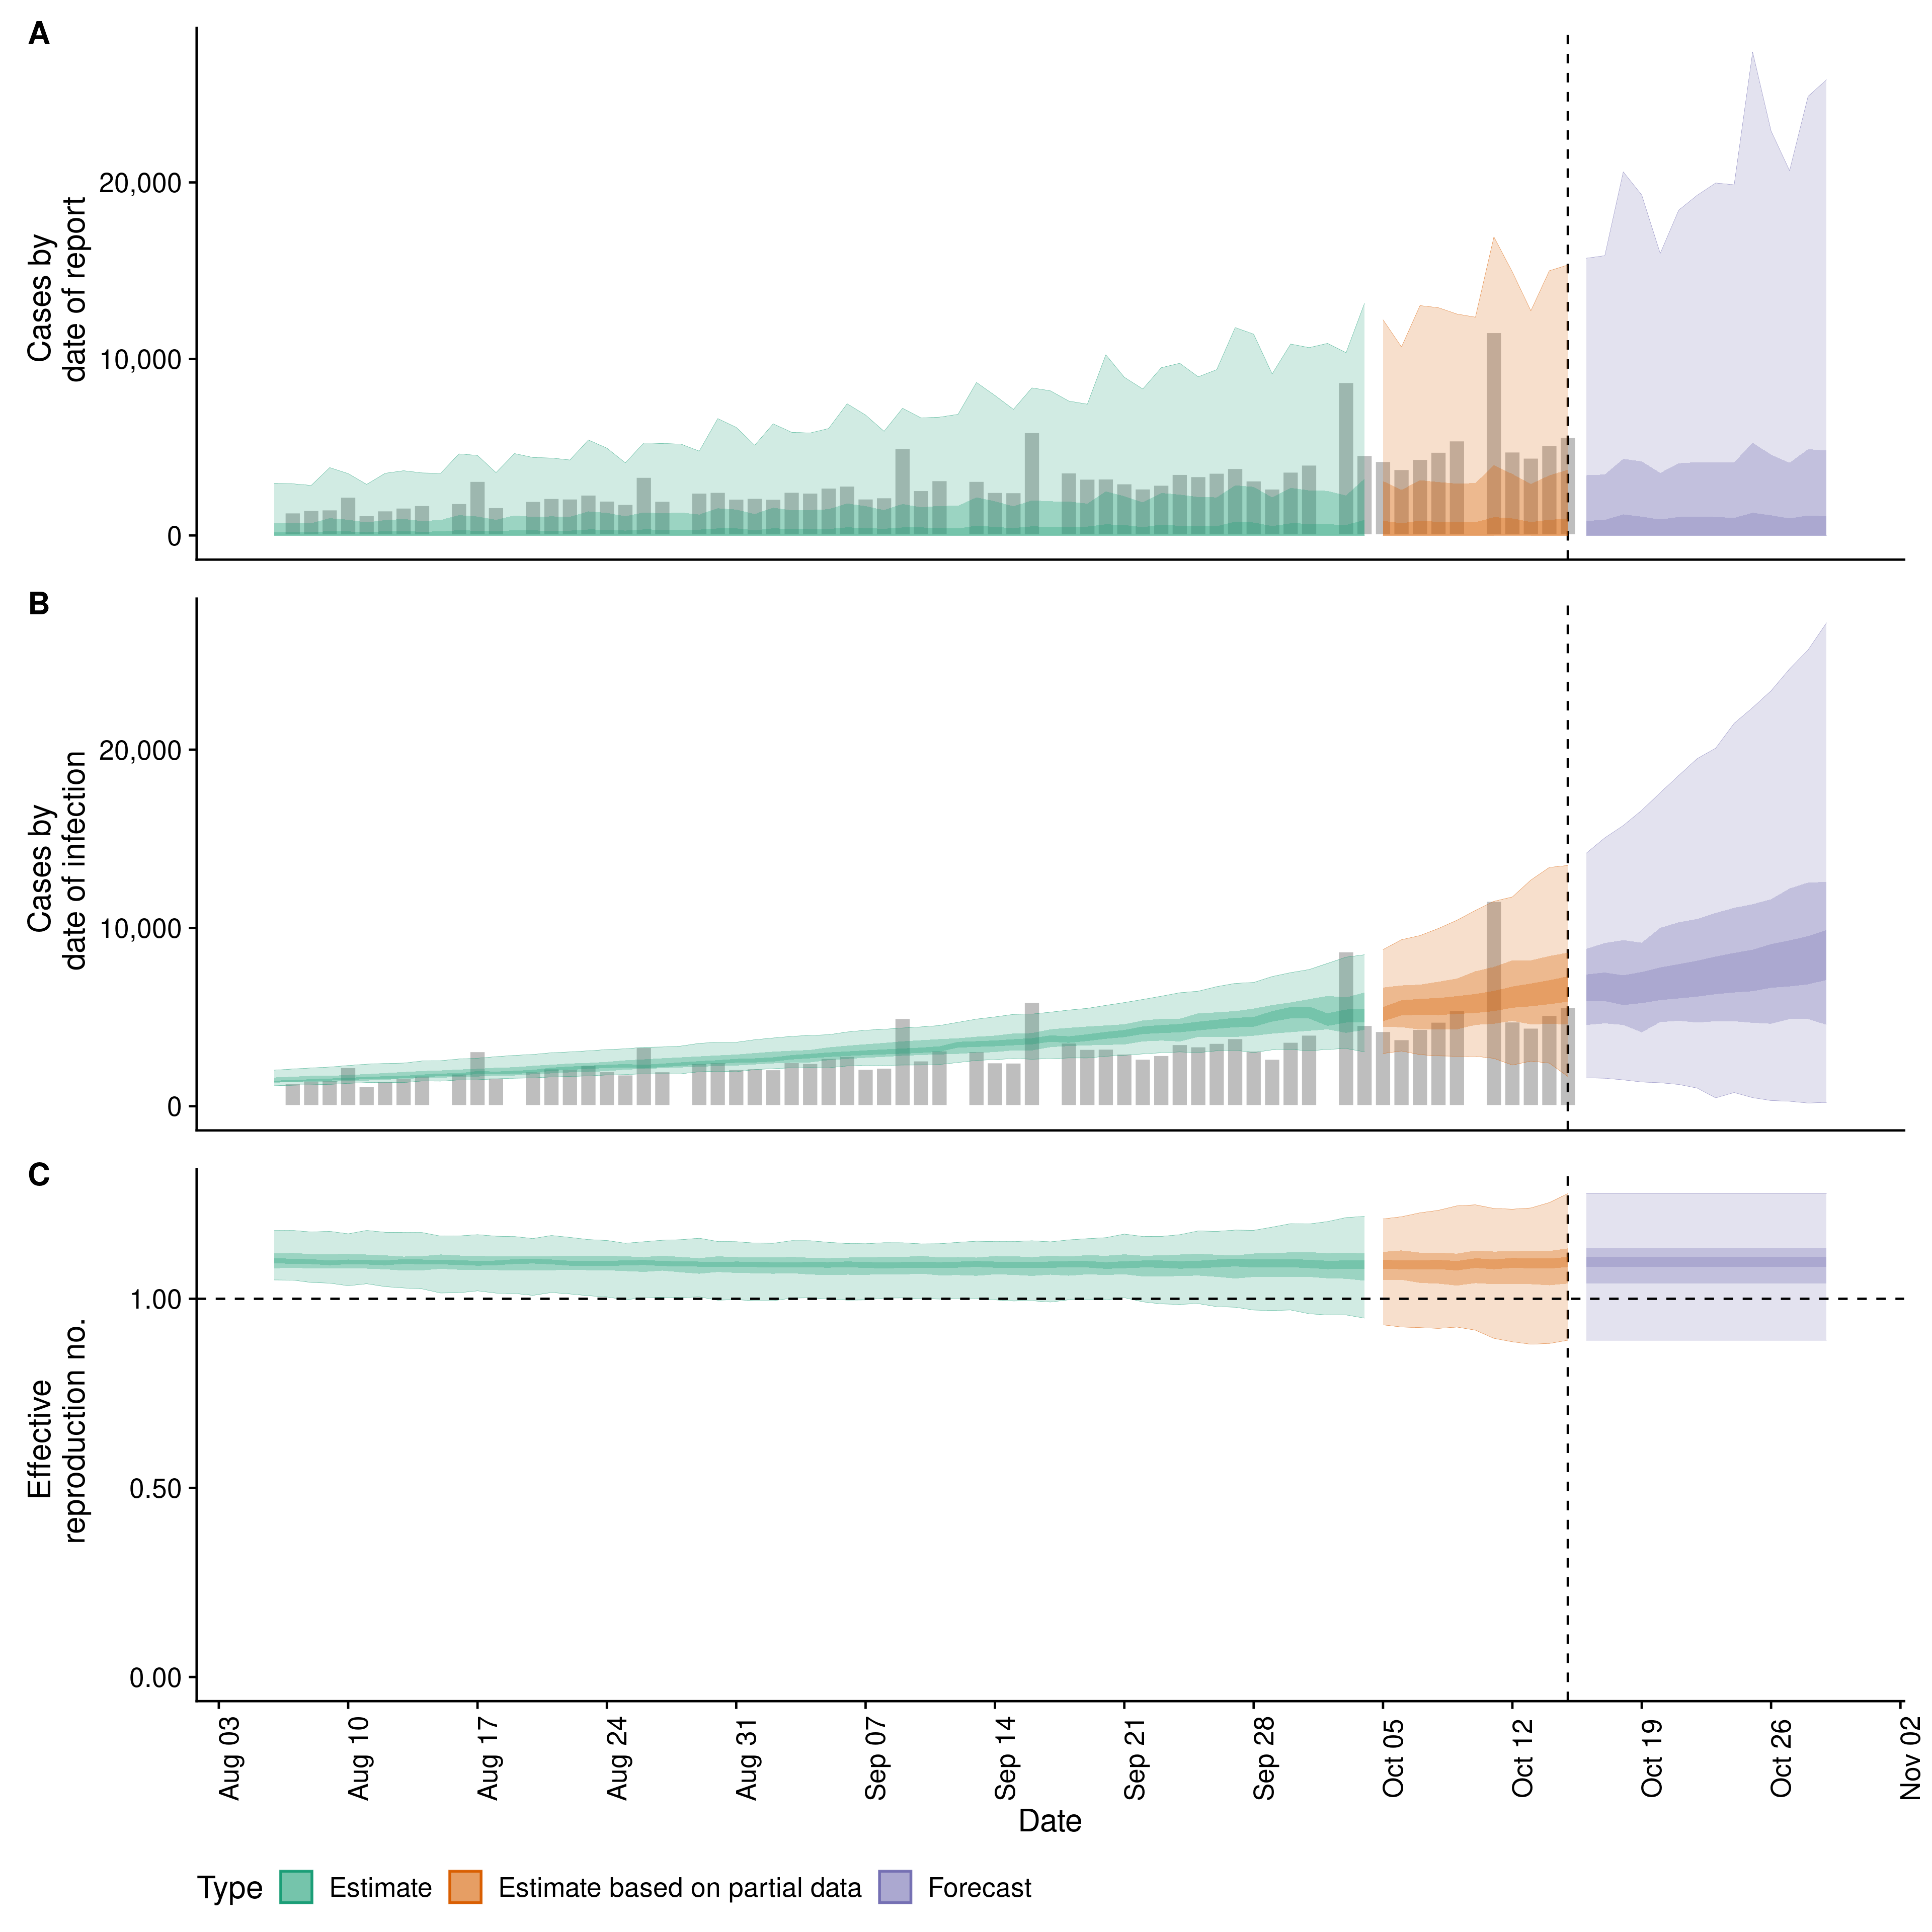 A
Cases by
date of report
20,000
10,000
0
B
Cases by
date of infection
20,000
10,000
0
C
Effective
reproduction no.
1.00
0.50
0.00
Aug 03
Aug 10
Aug 17
Aug 24
Aug 31
Sep 07
Sep 14
Sep 21
Sep 28
Oct 05
Oct 12
Oct 19
Oct 26
Nov 02
Date
Type Estimate Estimate based on partial data Forecast